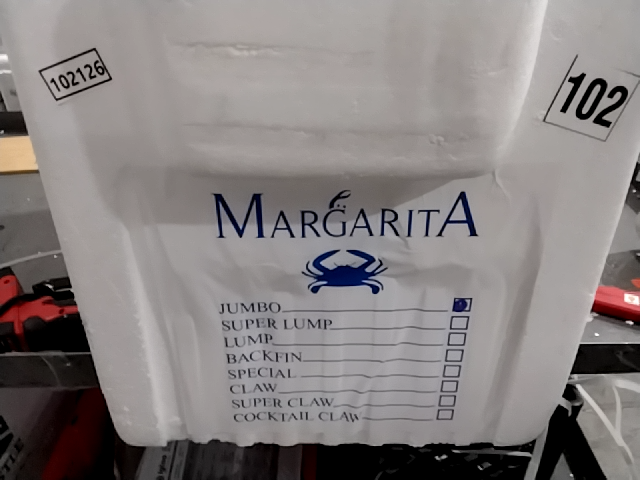 102126
102
MARGARITA
JUMBO
SUPER LUMP
LUMP
BACKFIN
SPECIAL
CLAW
SUPER CLAW
COCKTAIL CLAW